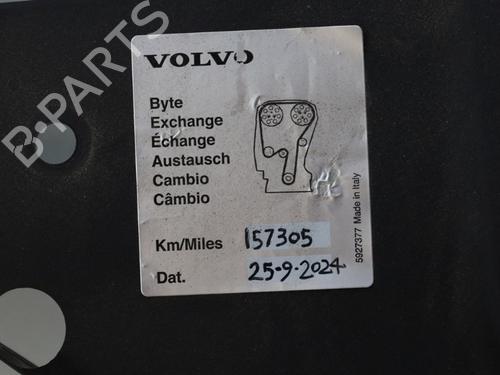 B-PARTS
VOLVO
Byte
Exchange
Échange
Austausch
Cambio
Câmbio
Km/Miles 157305
Dat. 25-9-2024
5927377 Made in Italy